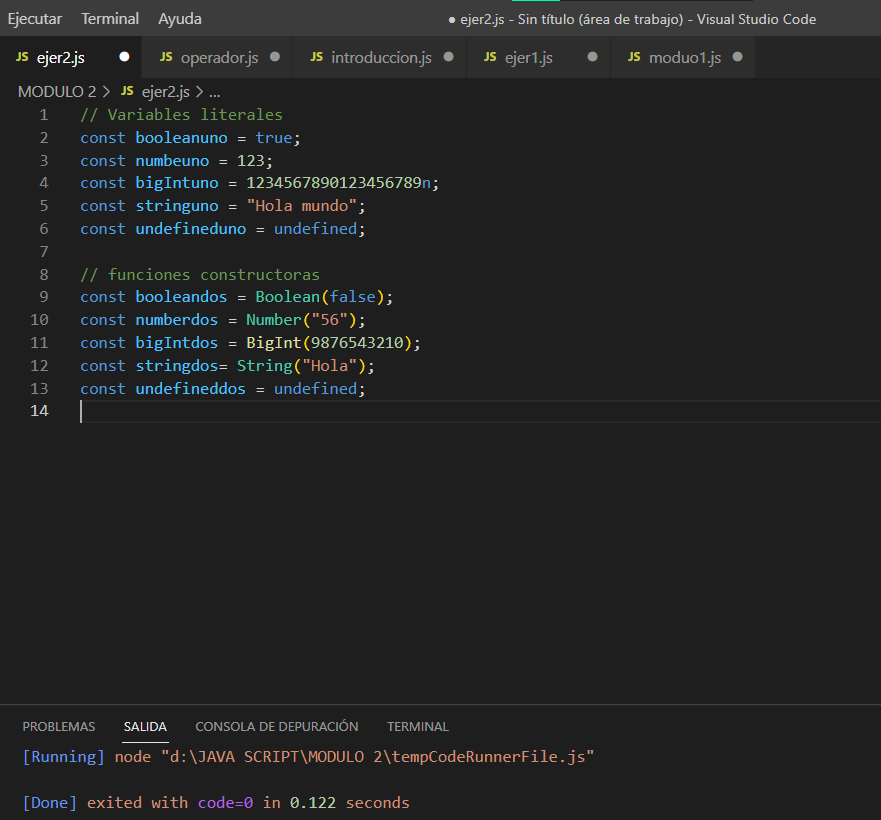 Ejecutar Terminal Ayuda
● ejer2.js - Sin título (área de trabajo) - Visual Studio Code
JS ejer2.js ● JS operador.js ● JS introduccion.js ● JS ejer1.js ● JS moduo1.js ●
MODULO 2 > JS ejer2.js > ...
1 // Variables literales
2 const booleanuno = true;
3 const numbeuno = 123;
4 const bigIntuno = 1234567890123456789n;
5 const stringuno = "Hola mundo";
6 const undefineduno = undefined;
7
8 // funciones constructoras
9 const booleandos = Boolean(false);
10 const numberdos = Number("56");
11 const bigIntdos = BigInt(9876543210);
12 const stringdos= String("Hola");
13 const undefineddos = undefined;
14
PROBLEMAS SALIDA CONSOLA DE DEPURACIÓN TERMINAL
[Running] node "d:\JAVA SCRIPT\MODULO 2\tempCodeRunnerFile.js"
[Done] exited with code=0 in 0.122 seconds